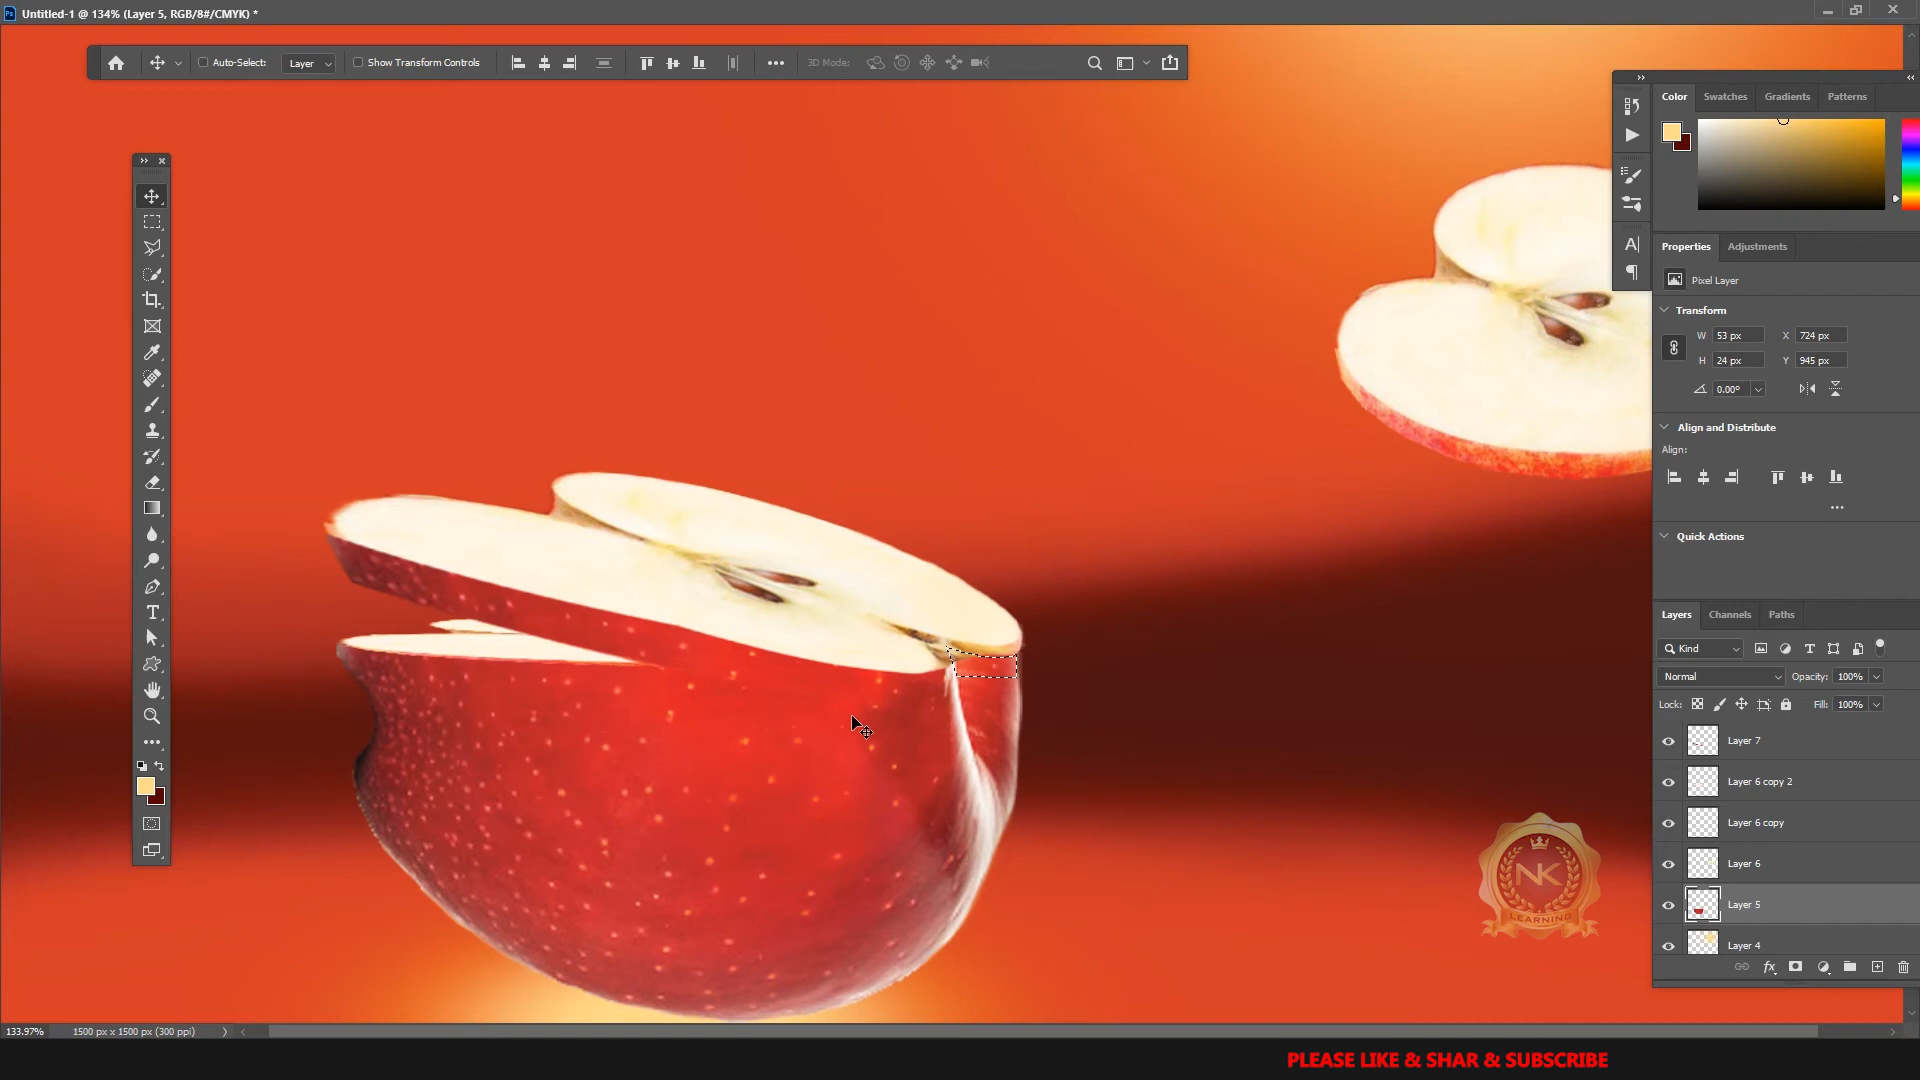 Ps Untitled-1 @ 134% (Layer 5, RGB/8#/CMYK) *
Auto-Select: Layer Show Transform Controls 3D Mode:
Color Swatches Gradients Patterns
Properties Adjustments
Pixel Layer
Transform
W 53 px X 724 px
H 24 px Y 945 px
0.00°
Align and Distribute
Align:
Quick Actions
Layers Channels Paths
Kind
Normal Opacity: 100%
Lock: Fill: 100%
Layer 7
Layer 6 copy 2
Layer 6 copy
Layer 6
Layer 5
Layer 4
fx
NK
LEARNING
133.97% 1500 px x 1500 px (300 ppi)
PLEASE LIKE & SHAR & SUBSCRIBE